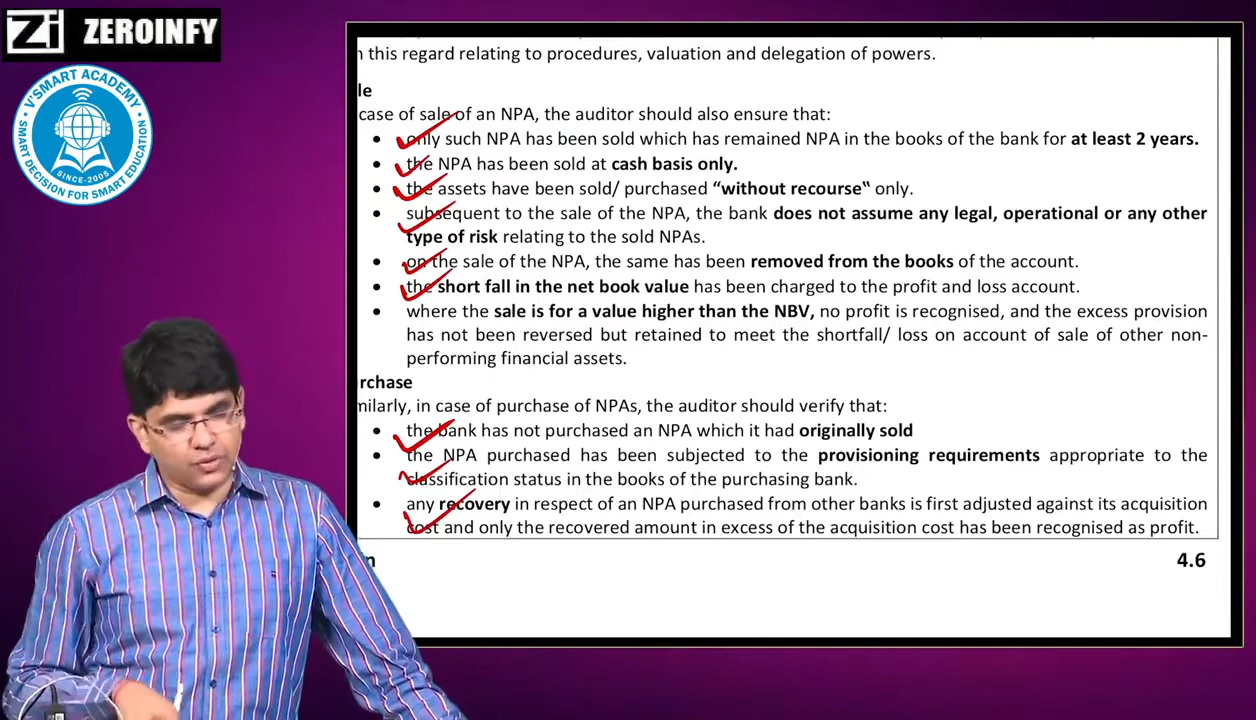 Zi ZEROINFY
V'SMART ACADEMY
SINCE-2005
SMART DECISION FOR SMART EDUCATION
n this regard relating to procedures, valuation and delegation of powers.
le
case of sale of an NPA, the auditor should also ensure that:
• only such NPA has been sold which has remained NPA in the books of the bank for at least 2 years.
• the NPA has been sold at cash basis only.
• the assets have been sold/ purchased “without recourse‟ only.
• subsequent to the sale of the NPA, the bank does not assume any legal, operational or any other
type of risk relating to the sold NPAs.
• on the sale of the NPA, the same has been removed from the books of the account.
• the short fall in the net book value has been charged to the profit and loss account.
• where the sale is for a value higher than the NBV, no profit is recognised, and the excess provision
has not been reversed but retained to meet the shortfall/ loss on account of sale of other non-
performing financial assets.
rchase
milarly, in case of purchase of NPAs, the auditor should verify that:
• the bank has not purchased an NPA which it had originally sold
• the NPA purchased has been subjected to the provisioning requirements appropriate to the
classification status in the books of the purchasing bank.
• any recovery in respect of an NPA purchased from other banks is first adjusted against its acquisition
cost and only the recovered amount in excess of the acquisition cost has been recognised as profit.
n 4.6